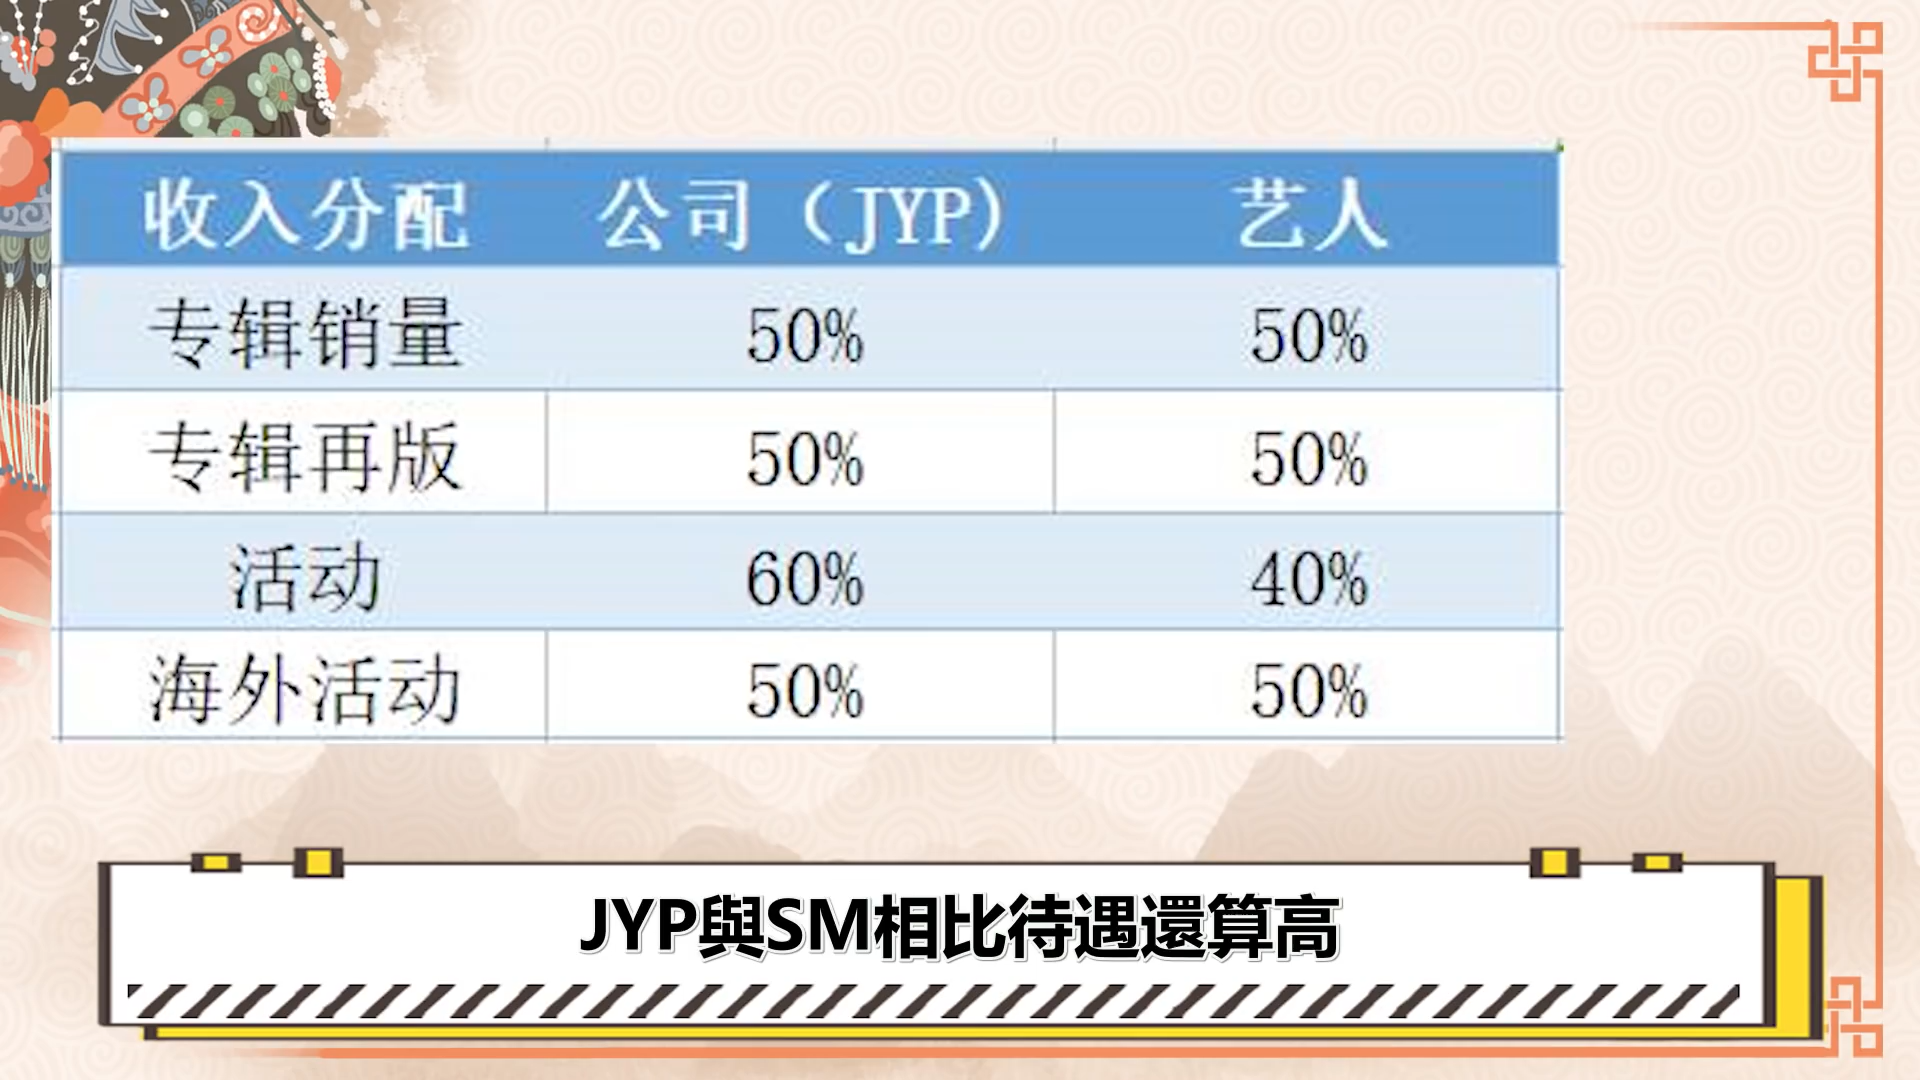 收入分配 公司（JYP） 艺人
专辑销量 50% 50%
专辑再版 50% 50%
活动 60% 40%
海外活动 50% 50%
JYP與SM相比待遇還算高